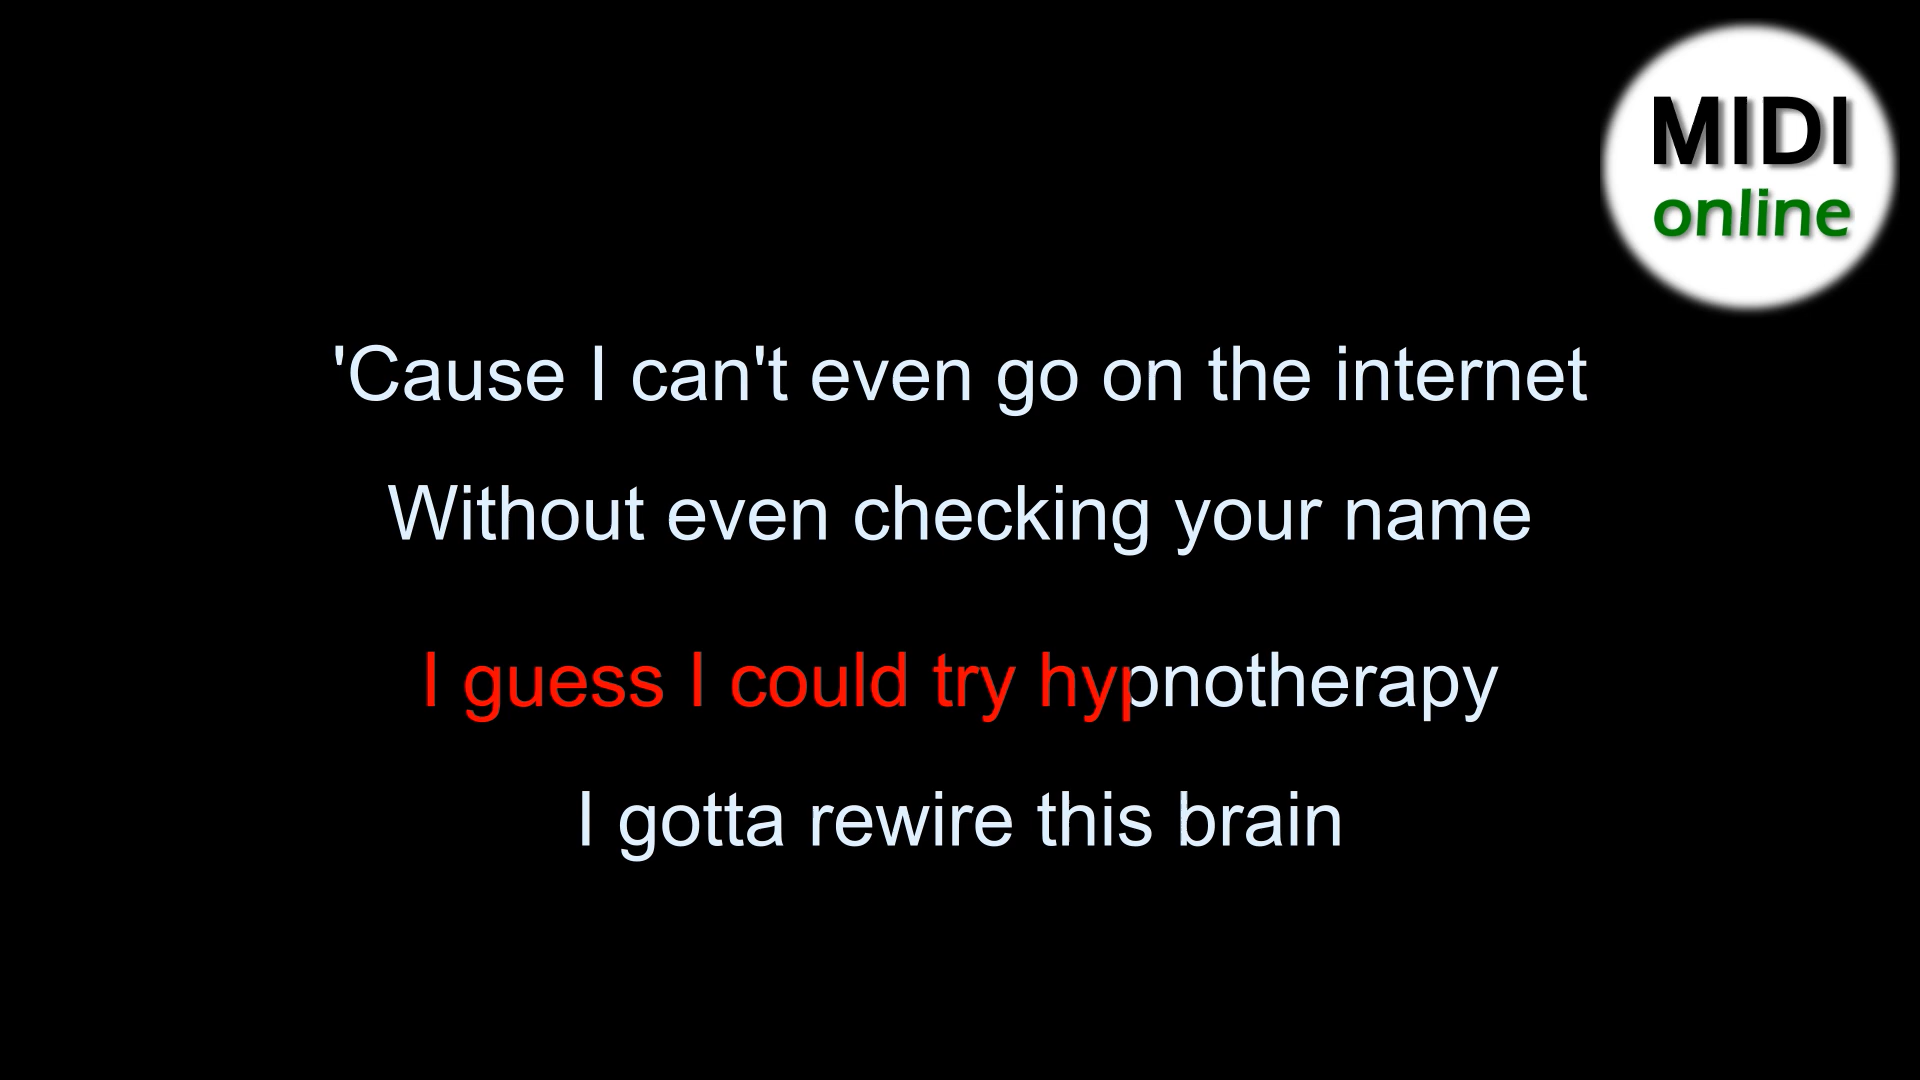 MIDI
online
'Cause I can't even go on the internet
Without even checking your name
I guess I could try hypnotherapy
I gotta rewire this brain